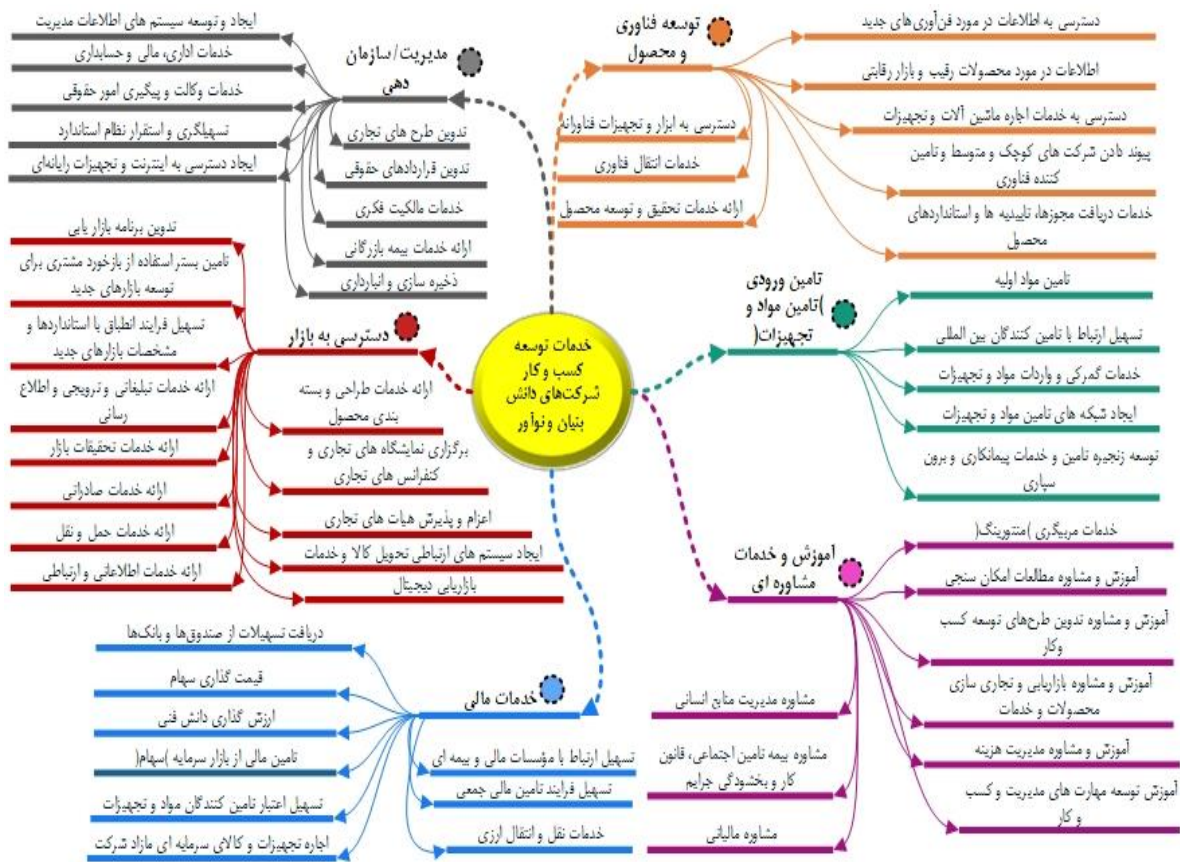 خدمات توسعه
کسب و کار
شرکت‌های دانش
بنیان و نوآور
توسعه فناوری
و محصول
دسترسی به اطلاعات در مورد فن‌آوری‌های جدید
اطلاعات در مورد محصولات رقیب و بازار رقابتی
دسترسی به خدمات اجاره ماشین آلات و تجهیزات
پیوند دادن شرکت های کوچک و متوسط و تامین
کننده فناوری
خدمات دریافت مجوزها، تاییدیه ها و استانداردهای
محصول
دسترسی به ابزار و تجهیزات فناورانه
خدمات انتقال فناوری
ارائه خدمات تحقیق و توسعه محصول
تامین ورودی
)تامین مواد و
تجهیزات(
تامین مواد اولیه
تسهیل ارتباط با تامین کنندگان بین المللی
خدمات گمرکی و واردات مواد و تجهیزات
ایجاد شبکه های تامین مواد و تجهیزات
توسعه زنجیره تامین و خدمات پیمانکاری و برون
سپاری
آموزش و خدمات
مشاوره ای
خدمات مربیگری )منتورینگ(
آموزش و مشاوره مطالعات امکان سنجی
آموزش و مشاوره تدوین طرح‌های توسعه کسب
وکار
آموزش و مشاوره بازاریابی و تجاری سازی
محصولات و خدمات
آموزش و مشاوره مدیریت هزینه
آموزش توسعه مهارت های مدیریت و کسب
و کار
مشاوره مدیریت منابع انسانی
مشاوره بیمه تامین اجتماعی، قانون
کار و بخشودگی جرایم
مشاوره مالیاتی
مدیریت/سازمان
دهی
ایجاد و توسعه سیستم های اطلاعات مدیریت
خدمات اداری، مالی و حسابداری
خدمات وکالت و پیگیری امور حقوقی
تسهیلگری و استقرار نظام استاندارد
ایجاد دسترسی به اینترنت و تجهیزات رایانه‌ای
تدوین طرح های تجاری
تدوین قراردادهای حقوقی
خدمات مالکیت فکری
ارائه خدمات بیمه بازرگانی
ذخیره سازی و انبارداری
دسترسی به بازار
تدوین برنامه بازار یابی
تامین بستر استفاده از بازخورد مشتری برای
توسعه بازارهای جدید
تسهیل فرایند انطباق با استانداردها و
مشخصات بازارهای جدید
ارائه خدمات تبلیغاتی و ترویجی و اطلاع
رسانی
ارائه خدمات تحقیقات بازار
ارائه خدمات صادراتی
ارائه خدمات حمل و نقل
ارائه خدمات اطلاعاتی و ارتباطی
ارائه خدمات طراحی و بسته
بندی محصول
برگزاری نمایشگاه های تجاری و
کنفرانس های تجاری
اعزام و پذیرش هیات های تجاری
ایجاد سیستم های ارتباطی تحویل کالا و خدمات
بازاریابی دیجیتال
خدمات مالی
دریافت تسهیلات از صندوق‌ها و بانک‌ها
قیمت گذاری سهام
ارزش گذاری دانش فنی
تامین مالی از بازار سرمایه )سهام(
تسهیل اعتبار تامین کنندگان مواد و تجهیزات
اجاره تجهیزات و کالای سرمایه ای مازاد شرکت
تسهیل ارتباط با مؤسسات مالی و بیمه ای
تسهیل فرایند تامین مالی جمعی
خدمات نقل و انتقال ارزی